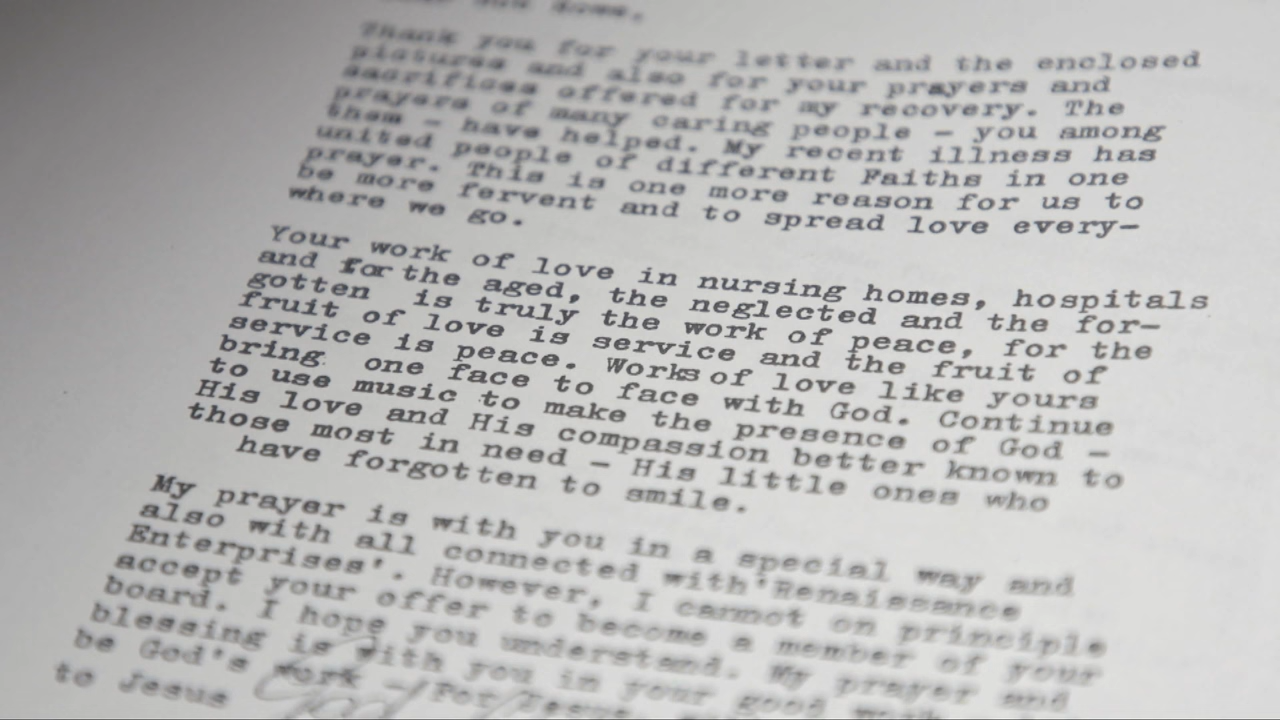 Thank you for your letter and the enclosed
pictures and also for your prayers and
sacrifices offered for my recovery. The
prayers of many caring people - you among
them - have helped. My recent illness has
united people of different Faiths in one
prayer. This is one more reason for us to
be more fervent and to spread love every-
where we go.
Your work of love in nursing homes, hospitals
and for the aged, the neglected and the for-
gotten is truly the work of peace, for the
fruit of love is service and the fruit of
service is peace. Works of love like yours
bring one face to face with God. Continue
to use music to make the presence of God -
His love and His compassion better known to
those most in need - His little ones who
have forgotten to smile.
My prayer is with you in a special way and
also with all connected with 'Renaissance
Enterprises'. However, I cannot on principle
accept your offer to become a member of your
board. I hope you understand. My prayer and
blessing is with you in your good work
be God's work - For Jesus,
to Jesus